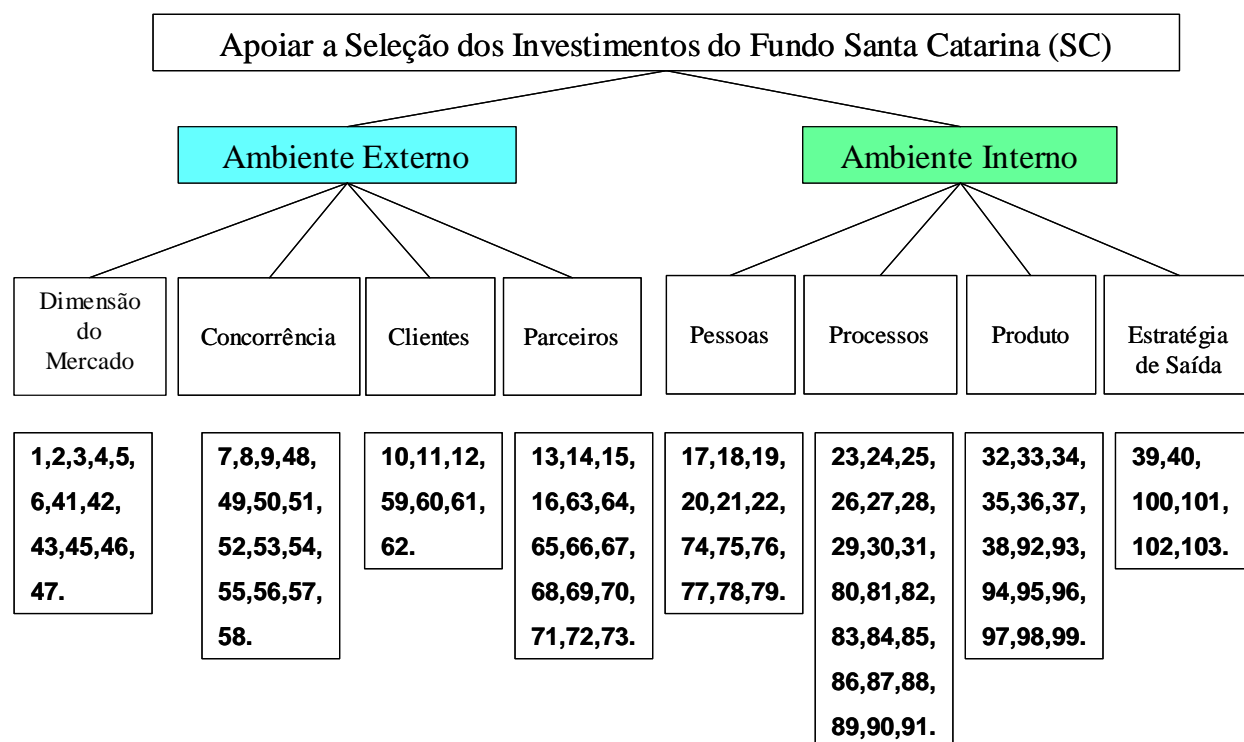 Apoiar a Seleção dos Investimentos do Fundo Santa Catarina (SC)
Ambiente Externo
Ambiente Interno
Dimensão
do
Mercado
Concorrência
Clientes
Parceiros
Pessoas
Processos
Produto
Estratégia
de Saída
1,2,3,4,5,
6,41,42,
43,45,46,
47.
7,8,9,48,
49,50,51,
52,53,54,
55,56,57,
58.
10,11,12,
59,60,61,
62.
13,14,15,
16,63,64,
65,66,67,
68,69,70,
71,72,73.
17,18,19,
20,21,22,
74,75,76,
77,78,79.
23,24,25,
26,27,28,
29,30,31,
80,81,82,
83,84,85,
86,87,88,
89,90,91.
32,33,34,
35,36,37,
38,92,93,
94,95,96,
97,98,99.
39,40,
100,101,
102,103.